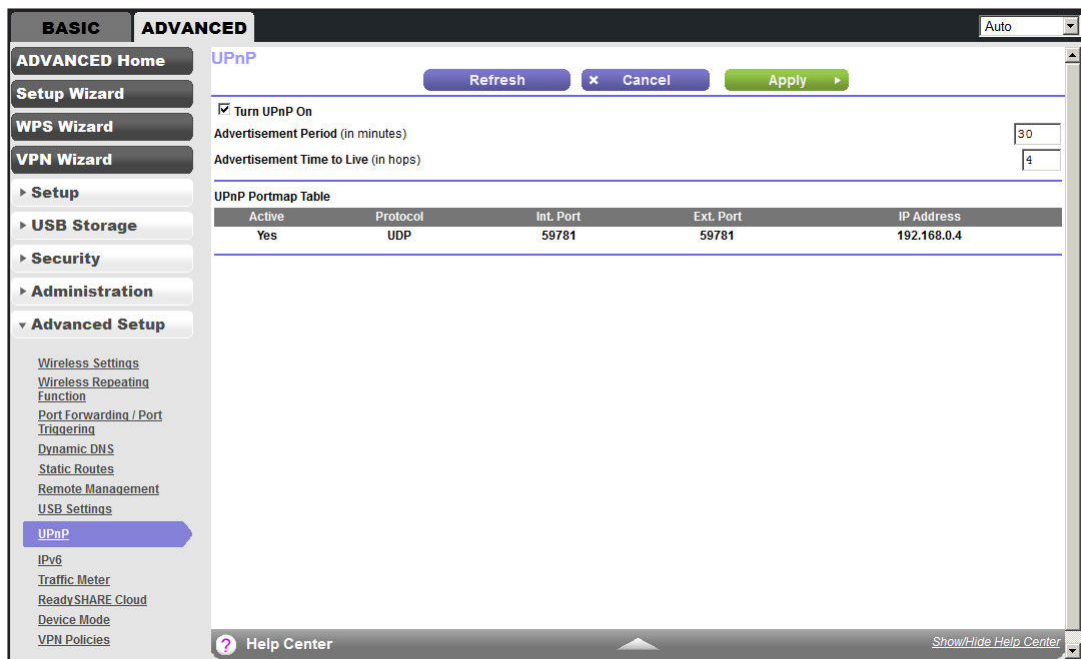 BASIC
ADVANCED
Auto
ADVANCED Home
Setup Wizard
WPS Wizard
VPN Wizard
Setup
USB Storage
Security
Administration
Advanced Setup
Wireless Settings
Wireless Repeating
Function
Port Forwarding / Port
Triggering
Dynamic DNS
Static Routes
Remote Management
USB Settings
UPnP
IPv6
Traffic Meter
ReadySHARE Cloud
Device Mode
VPN Policies
UPnP
Refresh
× Cancel
Apply
Turn UPnP On
Advertisement Period (in minutes) 30
Advertisement Time to Live (in hops) 4
UPnP Portmap Table
Active Protocol Int. Port Ext. Port IP Address
Yes UDP 59781 59781 192.168.0.4
? Help Center
Show/Hide Help Center